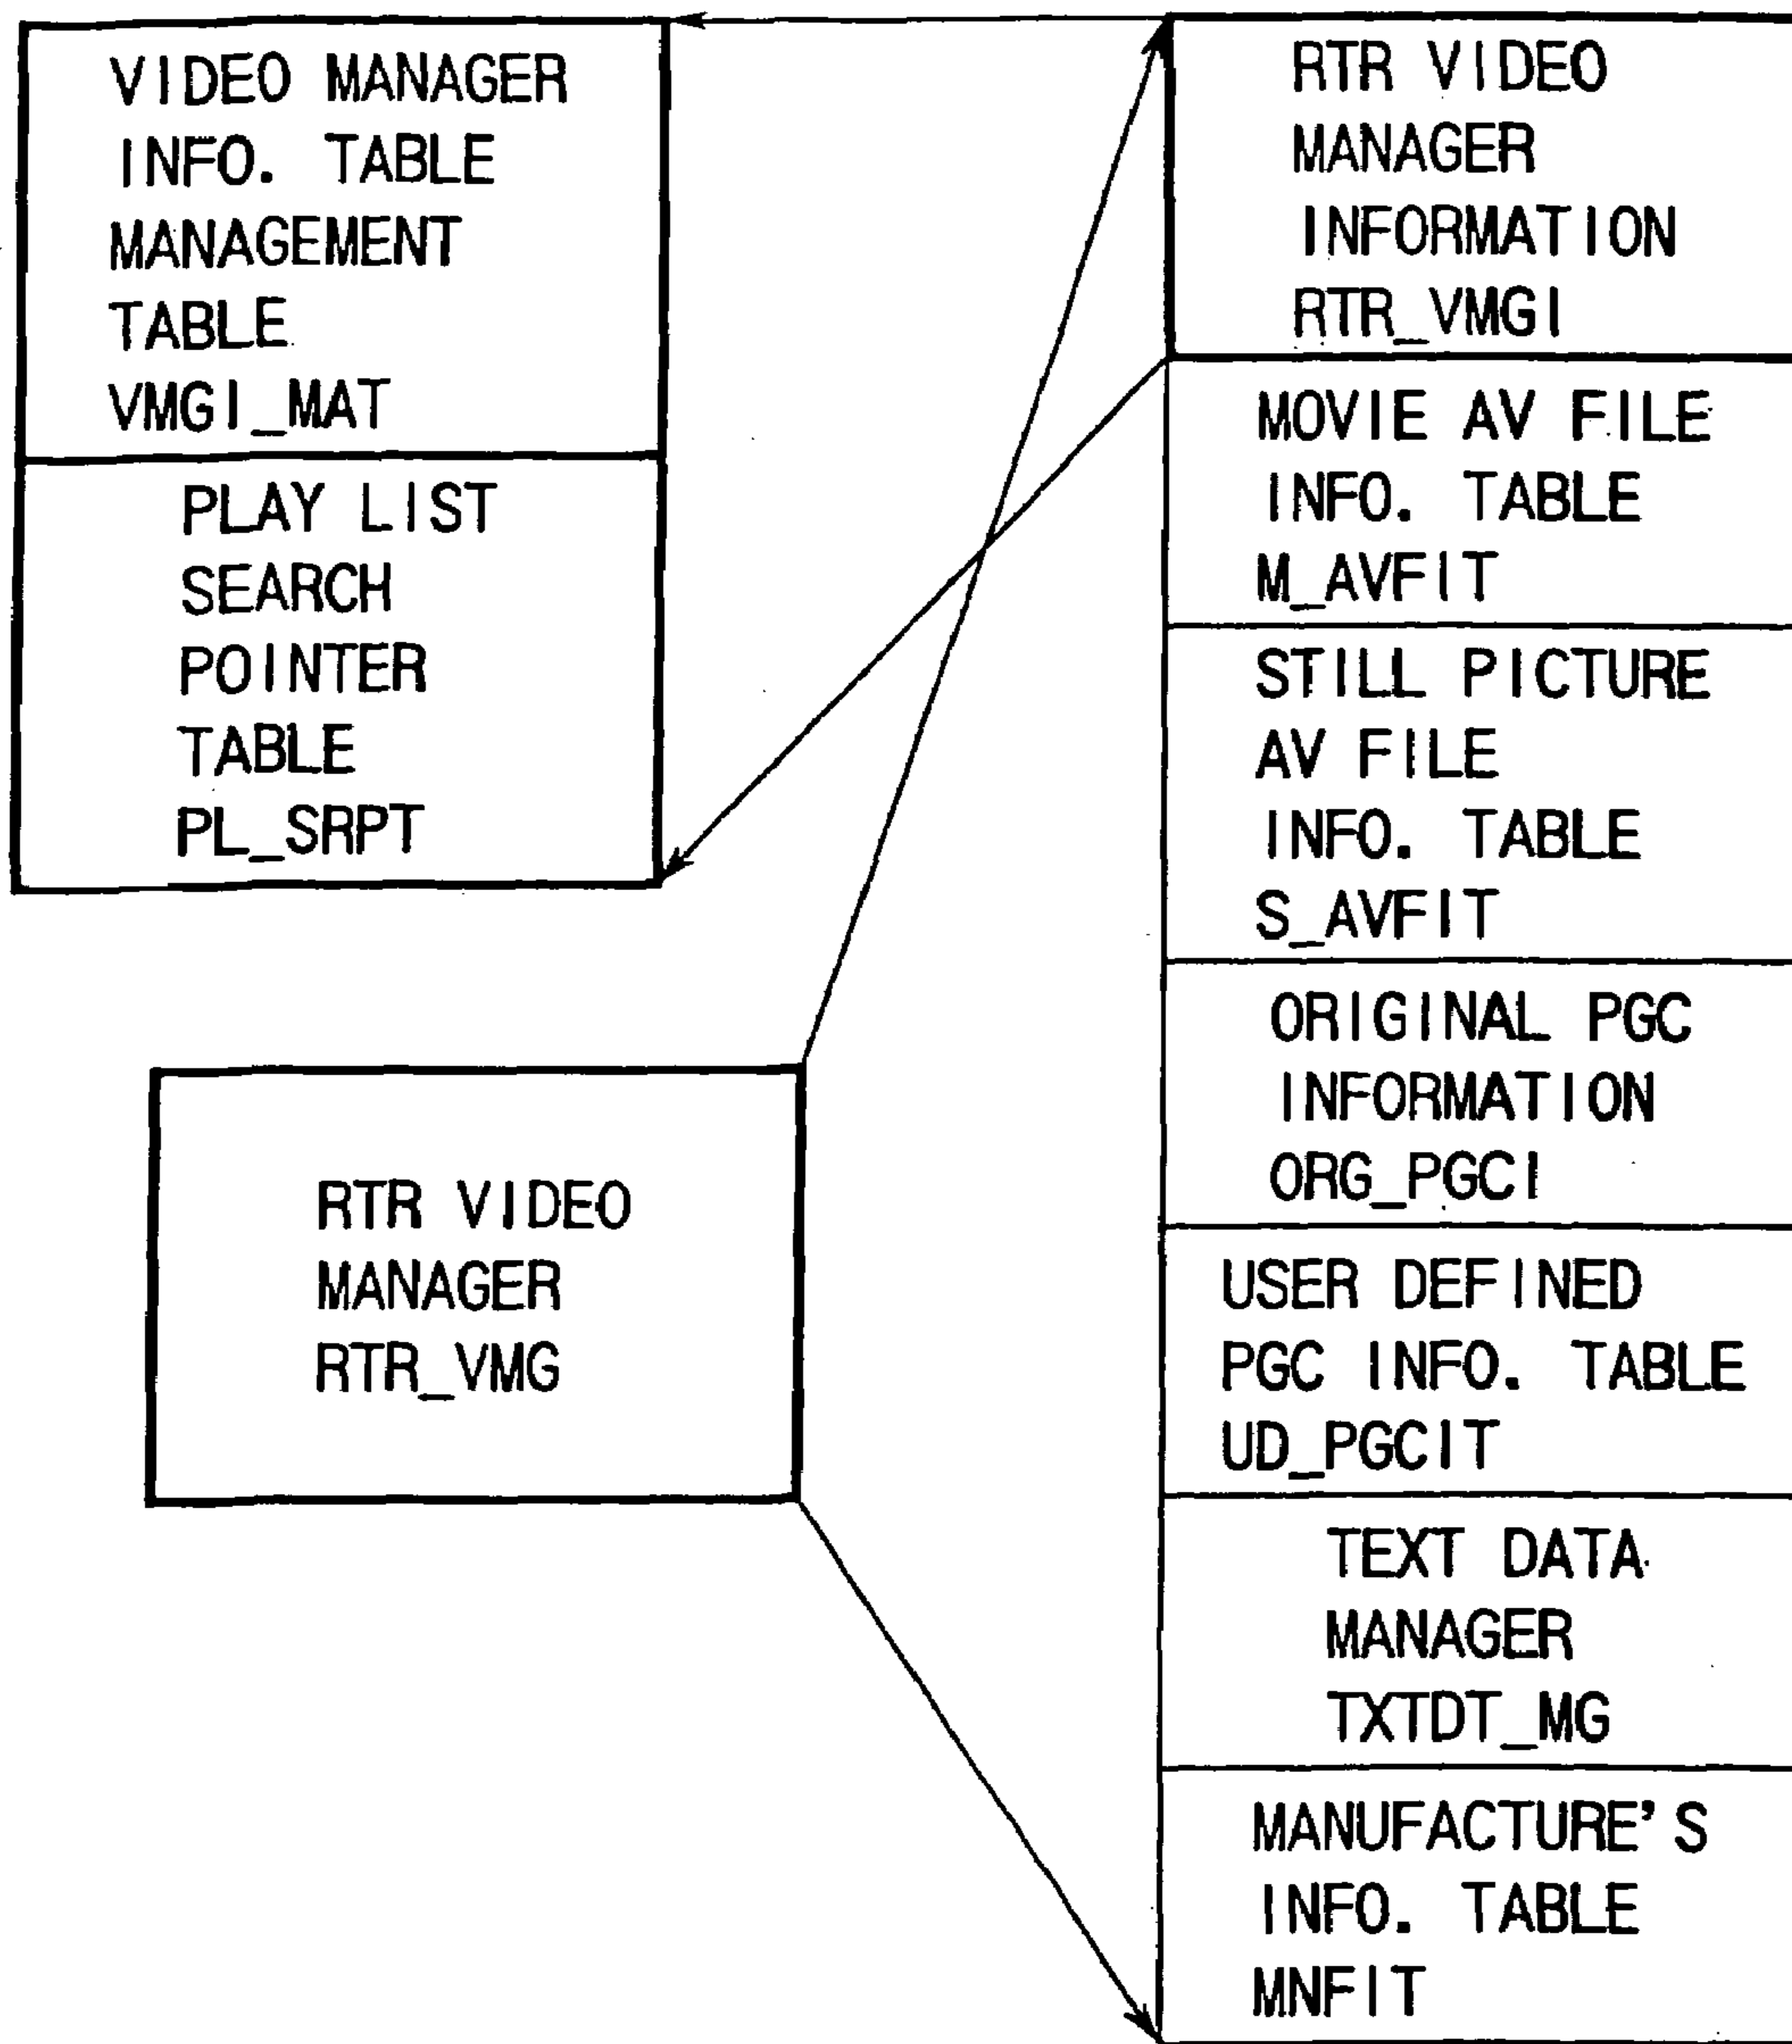 VIDEO MANAGER
INFO. TABLE
MANAGEMENT
TABLE
VMGI_MAT
PLAY LIST
SEARCH
POINTER
TABLE
PL_SRPT
RTR VIDEO
MANAGER
RTR_VMG
RTR VIDEO
MANAGER
INFORMATION
RTR_VMGI
MOVIE AV FILE
INFO. TABLE
M_AVFIT
STILL PICTURE
AV FILE
INFO. TABLE
S_AVFIT
ORIGINAL PGC
INFORMATION
ORG_PGCI
USER DEFINED
PGC INFO. TABLE
UD_PGCIT
TEXT DATA
MANAGER
TXTDT_MG
MANUFACTURE'S
INFO. TABLE
MNFIT